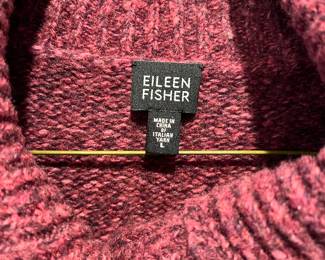 EILEEN
FISHER
MADE IN
CHINA
OF
ITALIAN
YARN
L